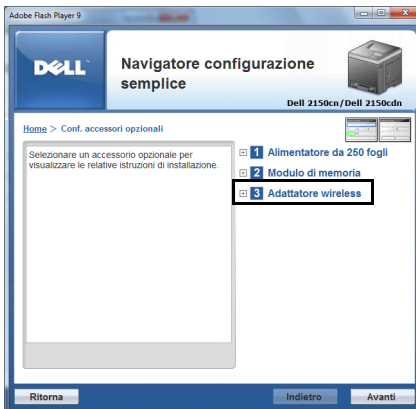 Adobe Flash Player 9
DELL™
Navigatore configurazione
semplice
Dell 2150cn/Dell 2150cdn
Home > Conf. accessori opzionali
Selezionare un accessorio opzionale per
visualizzare le relative istruzioni di installazione.
1 Alimentatore da 250 fogli
2 Modulo di memoria
3 Adattatore wireless
Ritorna
Indietro
Avanti